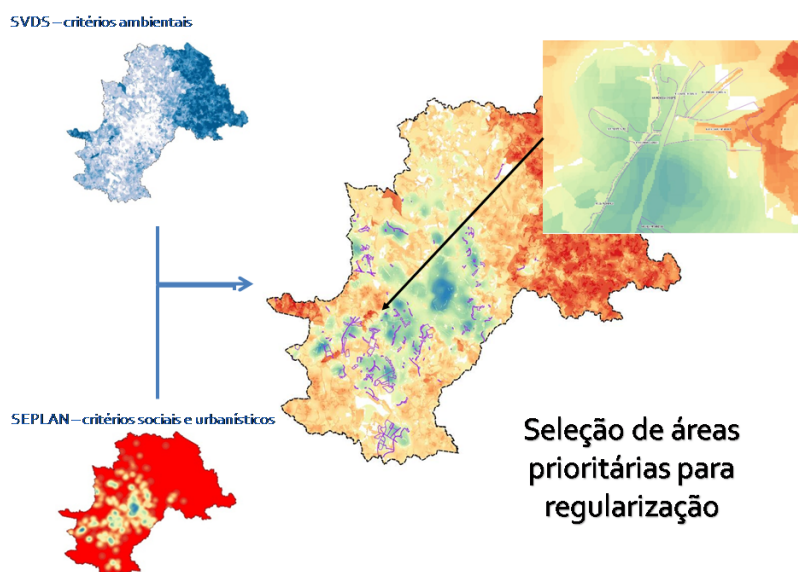 SVDS – critérios ambientais
SEPLAN – critérios sociais e urbanísticos
Seleção de áreas
prioritárias para
regularização